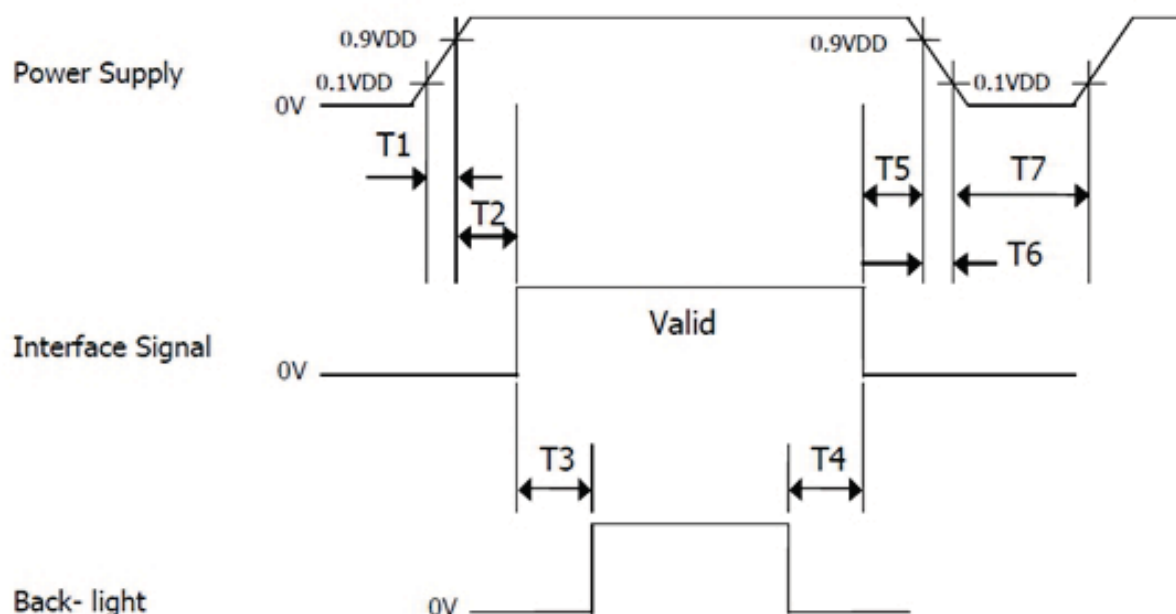 0.9VDD
0.9VDD
Power Supply
0.1VDD
0.1VDD
0V
T1
T5
T7
T2
T6
Valid
Interface Signal
0V
T3
T4
Back- light
0V